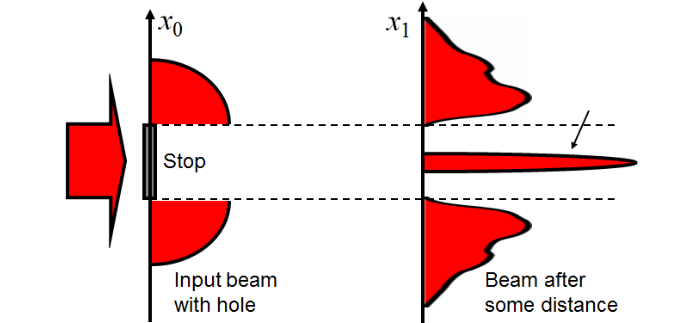 x₀
x₁
Stop
Input beam
with hole
Beam after
some distance